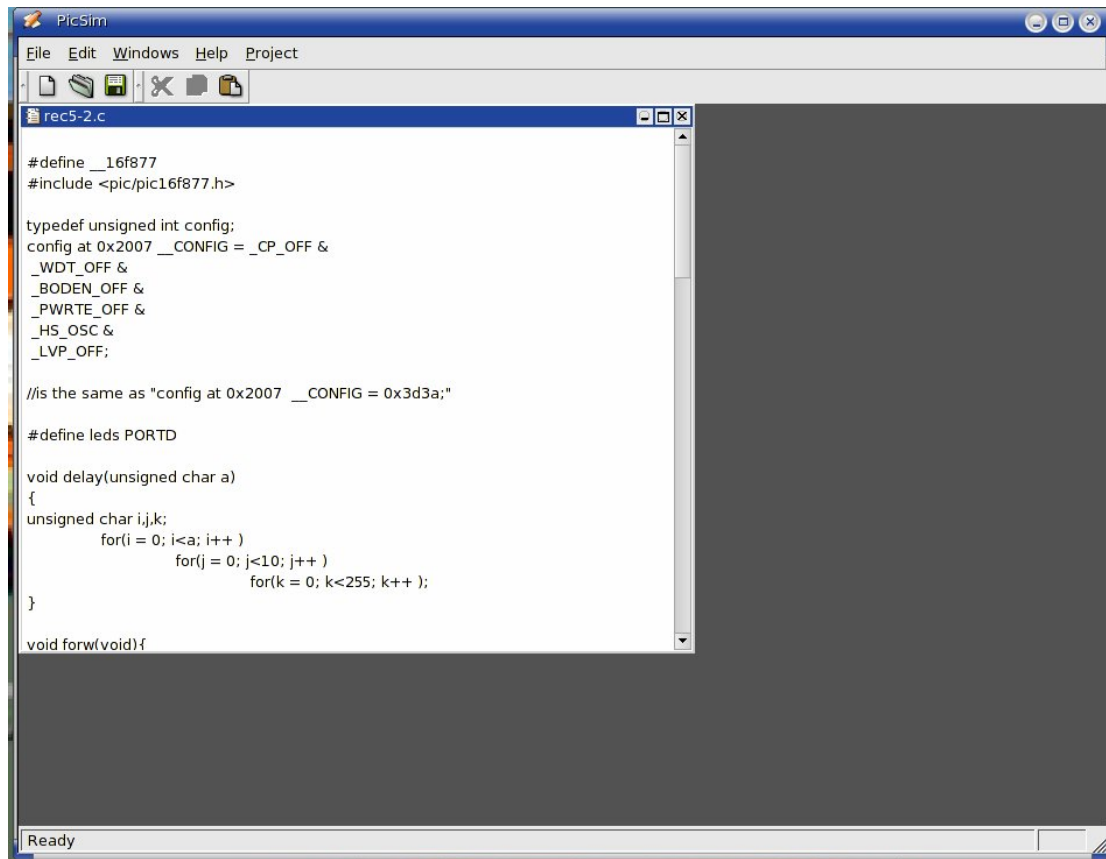 PicSim
File Edit Windows Help Project
rec5-2.c
#define __16f877
#include <pic/pic16f877.h>
typedef unsigned int config;
config at 0x2007 __CONFIG = _CP_OFF &
_WDT_OFF &
_BODEN_OFF &
_PWRTE_OFF &
_HS_OSC &
_LVP_OFF;
//is the same as "config at 0x2007  __CONFIG = 0x3d3a;"
#define leds PORTD
void delay(unsigned char a)
{
unsigned char i,j,k;
for(i = 0; i<a; i++ )
for(j = 0; j<10; j++ )
for(k = 0; k<255; k++ );
}
void forw(void){
Ready